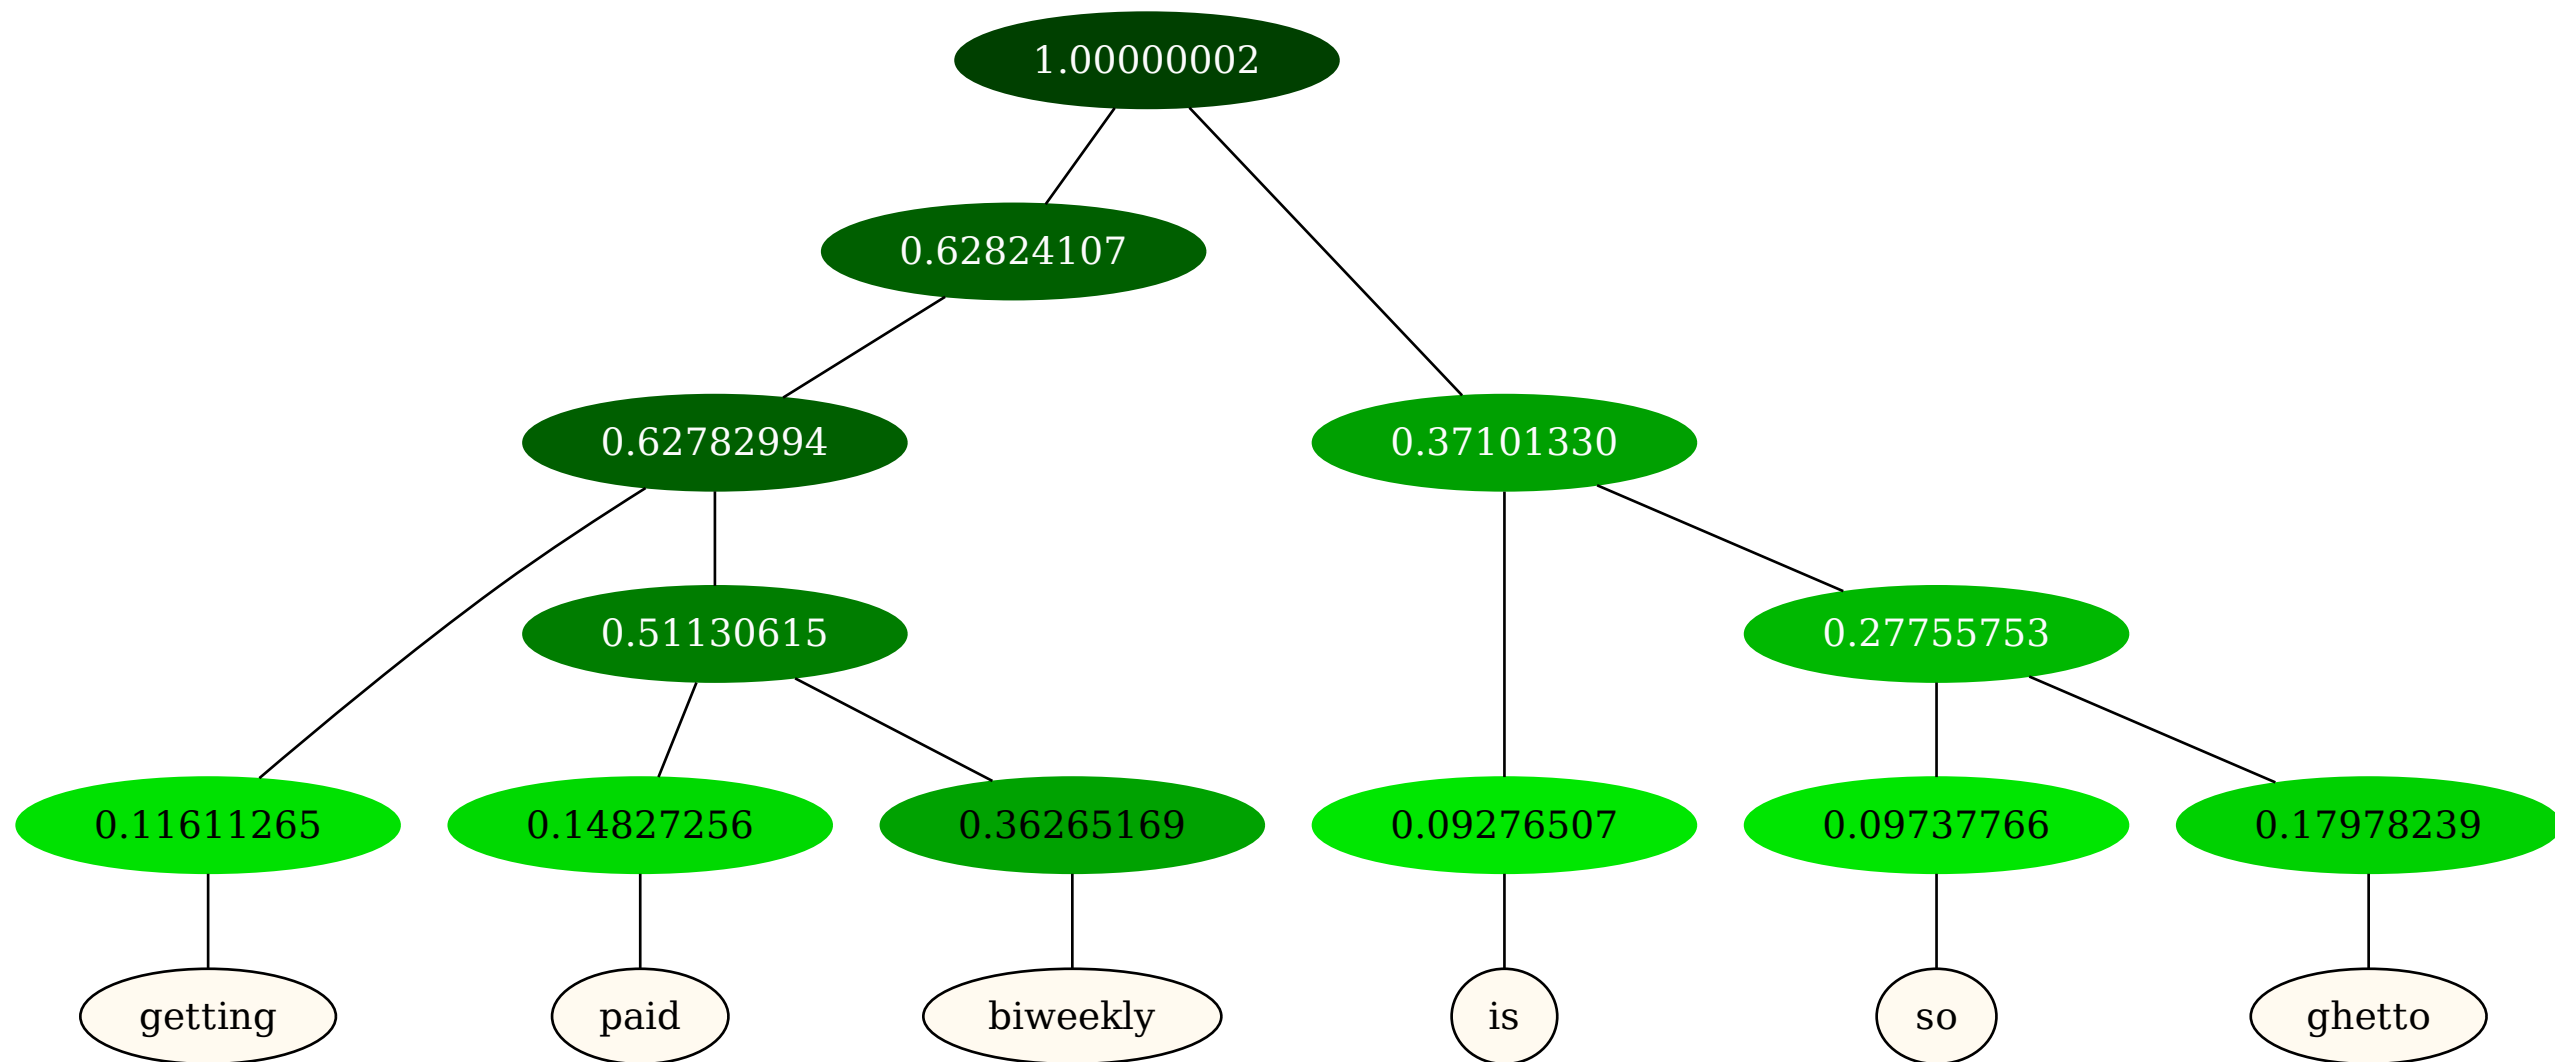 1.00000002
0.62824107
0.62782994 0.37101330
0.51130615 0.27755753
0.11611265 0.14827256 0.36265169 0.09276507 0.09737766 0.17978239
getting paid biweekly is so ghetto